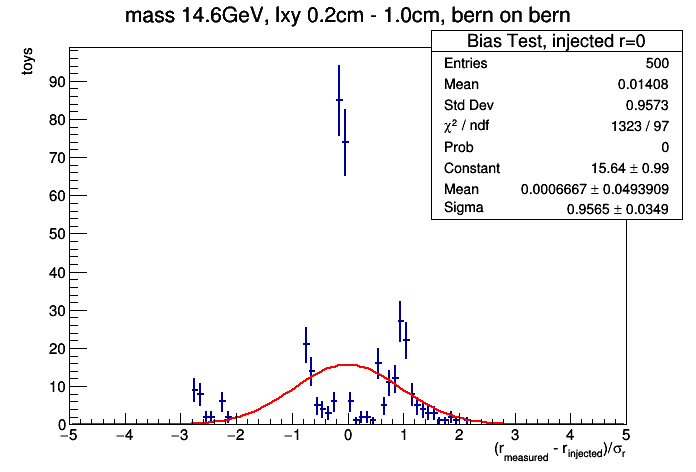 mass 14.6GeV, lxy 0.2cm - 1.0cm, bern on bern
toys
Bias Test, injected r=0
Entries 500
Mean 0.01408
Std Dev 0.9573
χ² / ndf 1323 / 97
Prob 0
Constant 15.64 ± 0.99
Mean 0.0006667 ± 0.0493909
Sigma 0.9565 ± 0.0349
90
80
70
60
50
40
30
20
10
0
−5 −4 −3 −2 −1 0 1 2 3 4 5
(r_measured - r_injected)/σ_r